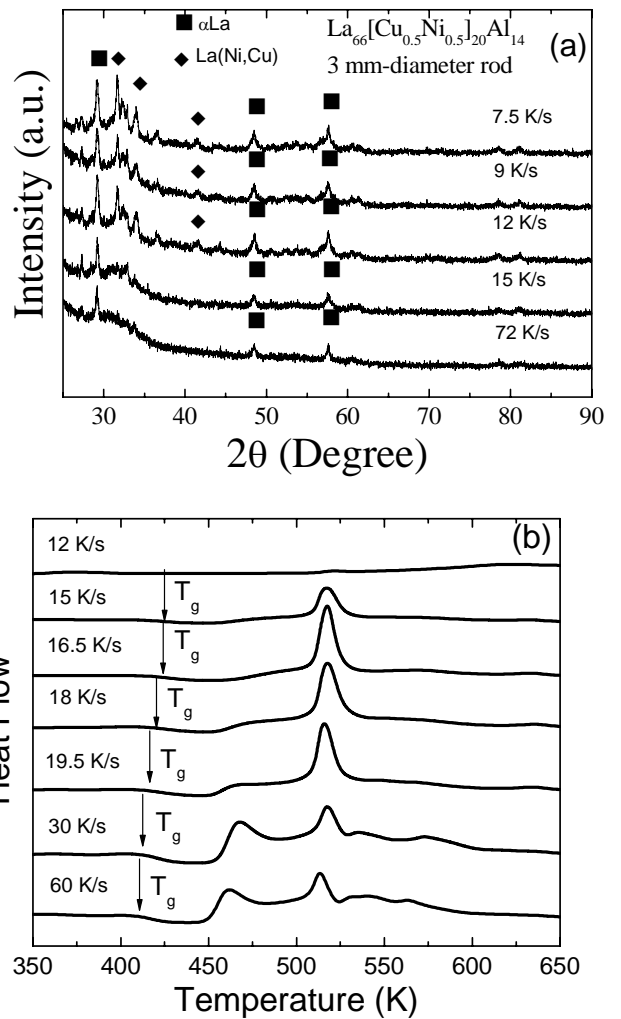 αLa
La(Ni,Cu)
La66[Cu0.5Ni0.5]20Al14
3 mm-diameter rod
(a)
7.5 K/s
9 K/s
12 K/s
15 K/s
72 K/s
Intensity (a.u.)
30 40 50 60 70 80 90
2θ (Degree)
(b)
12 K/s
15 K/s
Tg
16.5 K/s
Tg
18 K/s
Tg
19.5 K/s
Tg
30 K/s
Tg
60 K/s
Tg
Heat Flow
350 400 450 500 550 600 650
Temperature (K)